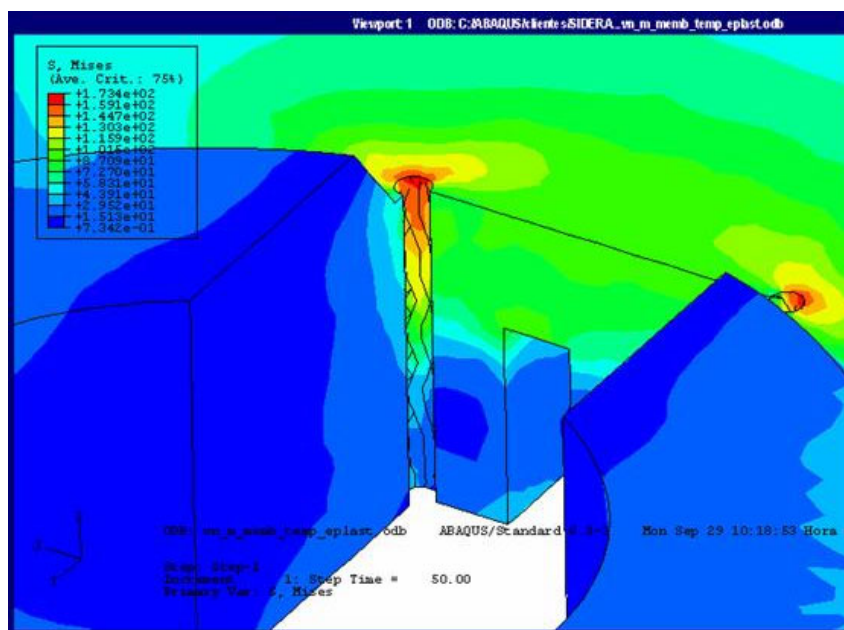 Viewport: 1 ODB: C:/ABAQUS/clientes/SIDERA_vn_m_memb_temp_eplast.odb
S, Mises
(Ave. Crit.: 75%)
+1.734e+02
+1.591e+02
+1.447e+02
+1.303e+02
+1.159e+02
+1.015e+02
+8.709e+01
+7.270e+01
+5.831e+01
+4.391e+01
+2.952e+01
+1.513e+01
+7.342e-01
ODB: vn_m_memb_temp_eplast.odb ABAQUS/Standard Mon Sep 29 10:18:53 Hora
Step: Step-1
Increment 1: Step Time = 50.00
Primary Var: S, Mises